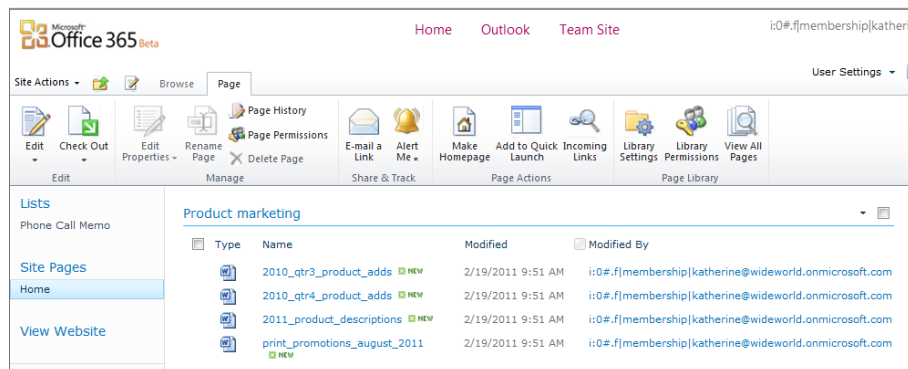 Microsoft®
Office 365 Beta
Home Outlook Team Site
i:0#.f|membership|katheri
Site Actions Browse Page
User Settings
Edit Check Out
Edit Properties
Rename Page
Page History
Page Permissions
Delete Page
E-mail a Link
Alert Me
Make Homepage
Add to Quick Launch
Incoming Links
Library Settings
Library Permissions
View All Pages
Edit Manage Share & Track Page Actions Page Library
Lists
Phone Call Memo
Site Pages
Home
View Website
Product marketing
Type Name Modified Modified By
2010_qtr3_product_adds NEW 2/19/2011 9:51 AM i:0#.f|membership|katherine@wideworld.onmicrosoft.com
2010_qtr4_product_adds NEW 2/19/2011 9:51 AM i:0#.f|membership|katherine@wideworld.onmicrosoft.com
2011_product_descriptions NEW 2/19/2011 9:51 AM i:0#.f|membership|katherine@wideworld.onmicrosoft.com
print_promotions_august_2011 2/19/2011 9:51 AM i:0#.f|membership|katherine@wideworld.onmicrosoft.com
NEW